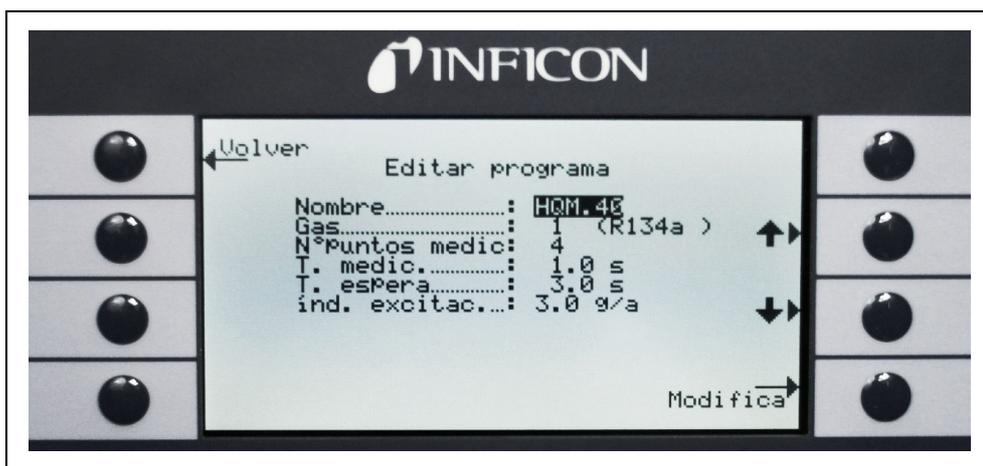 INFICON
Volver
Editar programa
Nombre....................: HQM.40
Gas...........................: 1 (R134a )
N°Puntos medic: 4
T. medic...............: 1.0 s
T. espera.............: 3.0 s
índ. excitac....: 3.0 g/a
Modifica